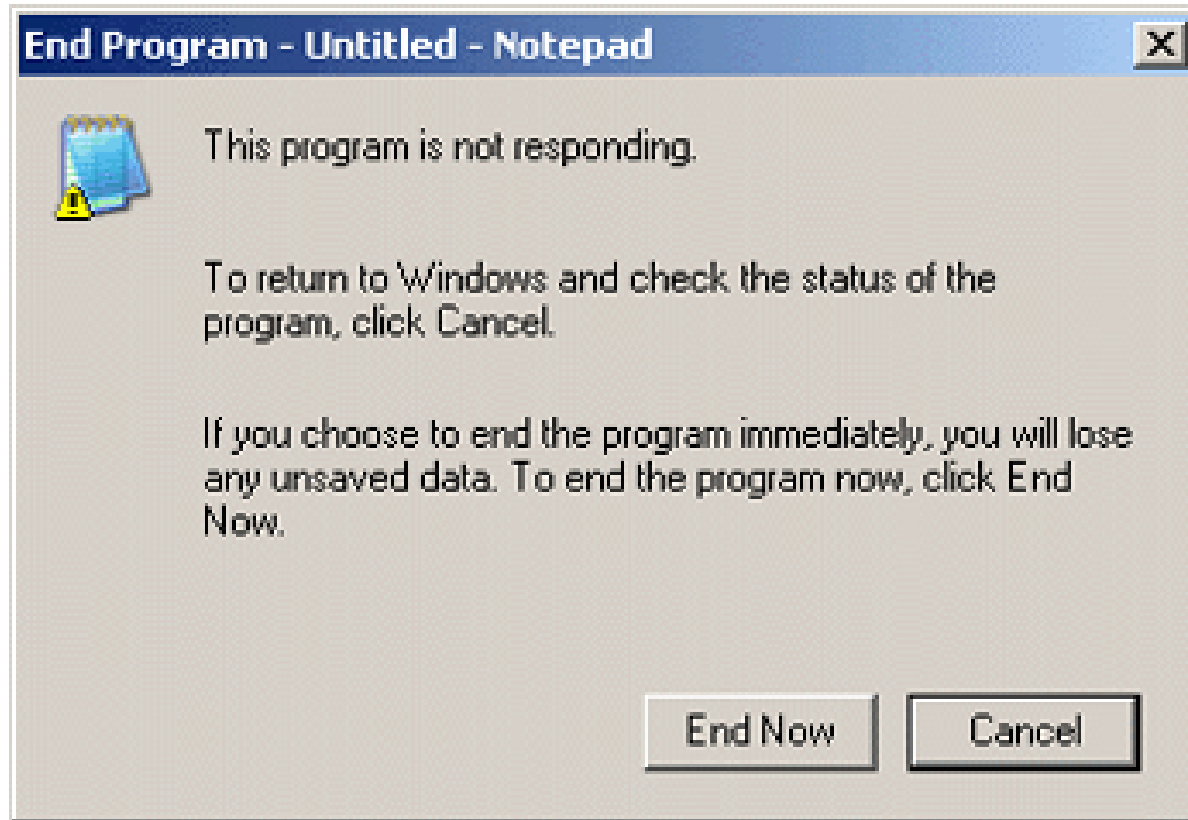 End Program - Untitled - Notepad
This program is not responding.
To return to Windows and check the status of the
program, click Cancel.
If you choose to end the program immediately, you will lose
any unsaved data. To end the program now, click End
Now.
End Now Cancel